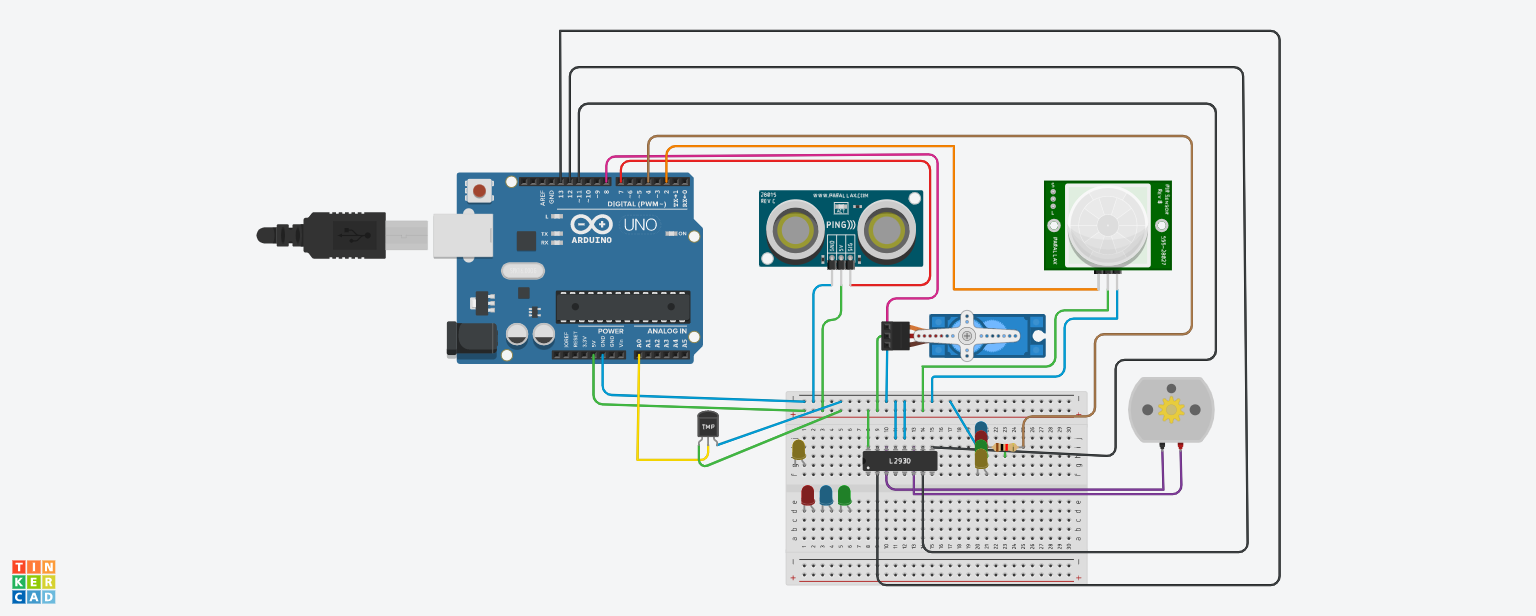 28015
REV C
WWW.PARALLAX.COM
PING)))
GND
5V
SIG
PIR Sensor
Rev B
555-28027
PARALLAX
AREF
GND
13
12
~11
~10
~9
8
7
~6
~5
4
~3
2
TX→1
RX←0
DIGITAL (PWM~)
L
TX
RX
ARDUINO
UNO
ON
POWER
ANALOG IN
IOREF
RESET
3.3V
5V
GND
GND
Vin
A0
A1
A2
A3
A4
A5
TMP
L293D
TIN
KER
CAD